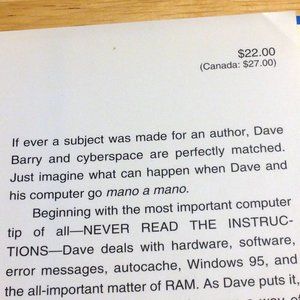 $22.00
(Canada: $27.00)
If ever a subject was made for an author, Dave
Barry and cyberspace are perfectly matched.
Just imagine what can happen when Dave and
his computer go mano a mano.
Beginning with the most important computer
tip of all—NEVER READ THE INSTRUC-
TIONS—Dave deals with hardware, software,
error messages, autocache, Windows 95, and
the all-important matter of RAM. As Dave puts it,
way of